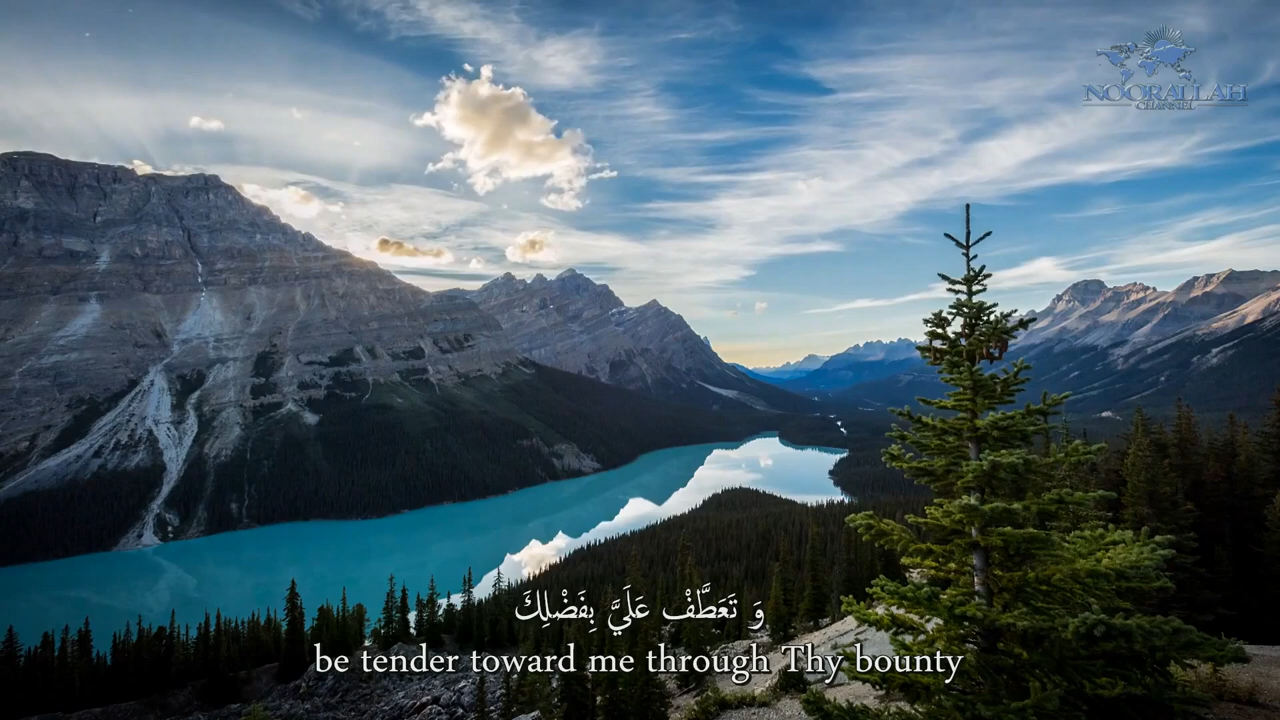 NOORALLAH
CHANNEL
وَ تَعَطَّفْ عَلَيَّ بِفَضْلِكَ
be tender toward me through Thy bounty